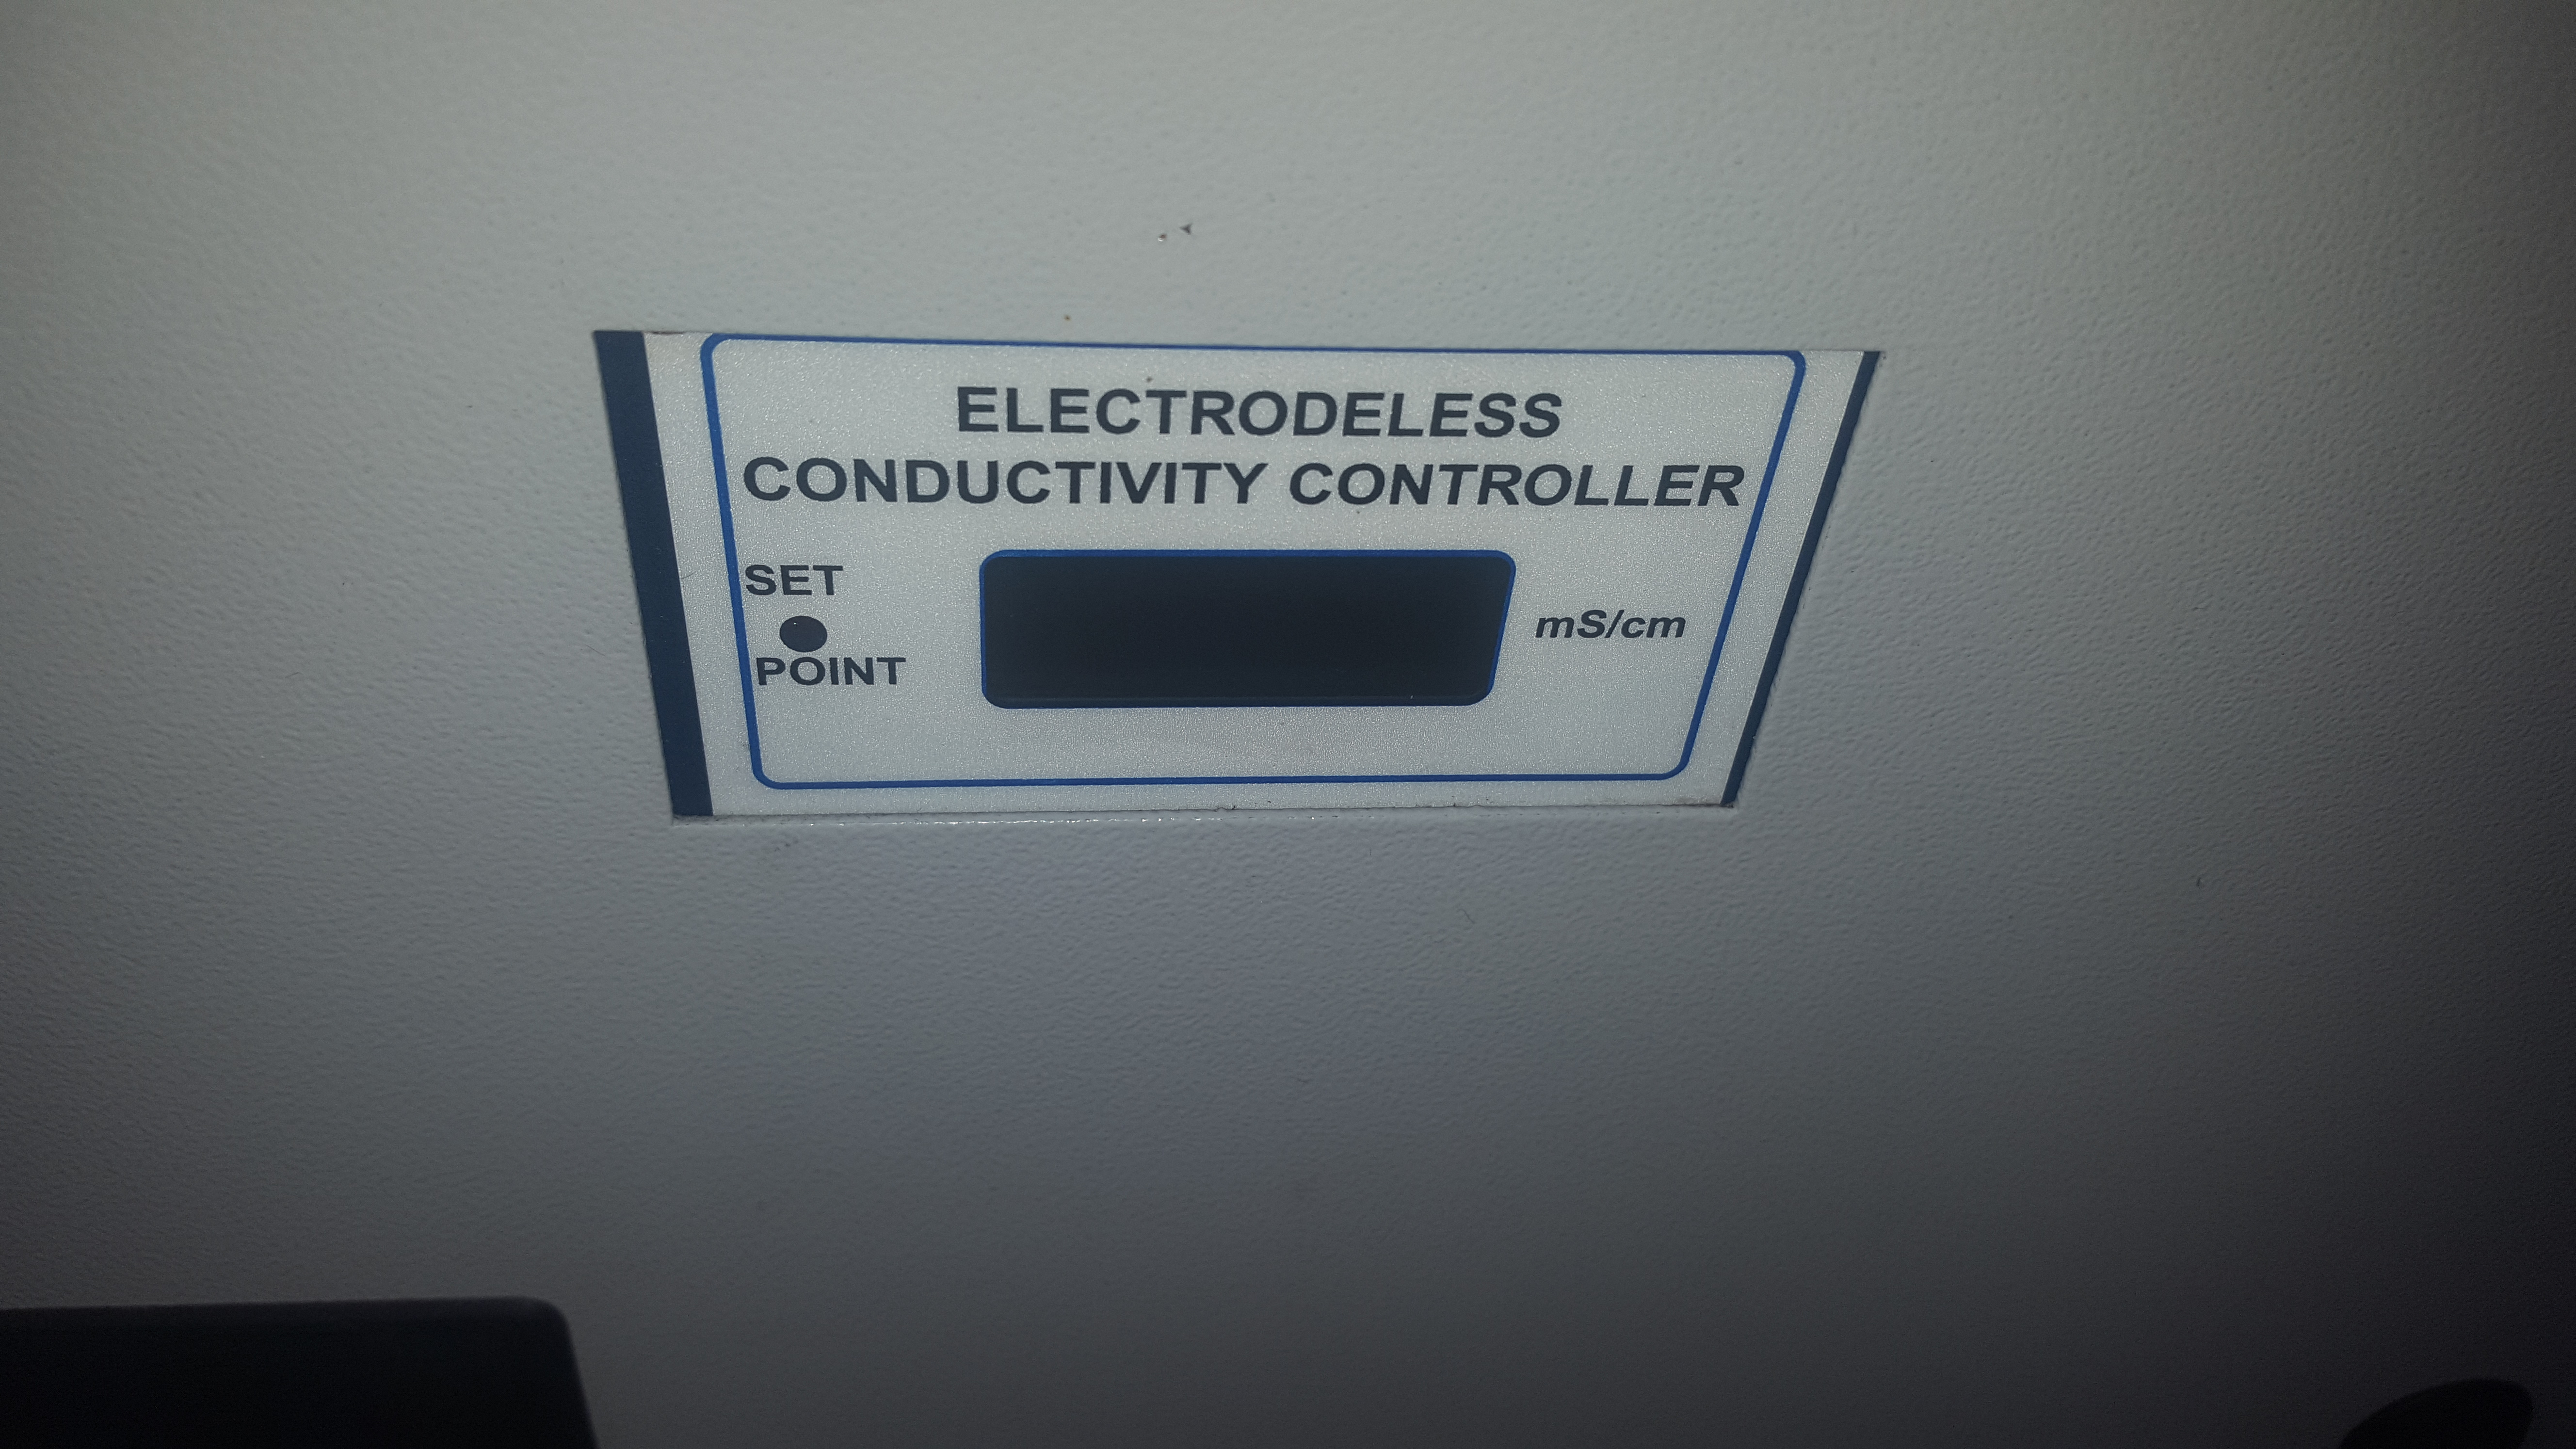 ELECTRODELESS
CONDUCTIVITY CONTROLLER
SET
POINT
mS/cm